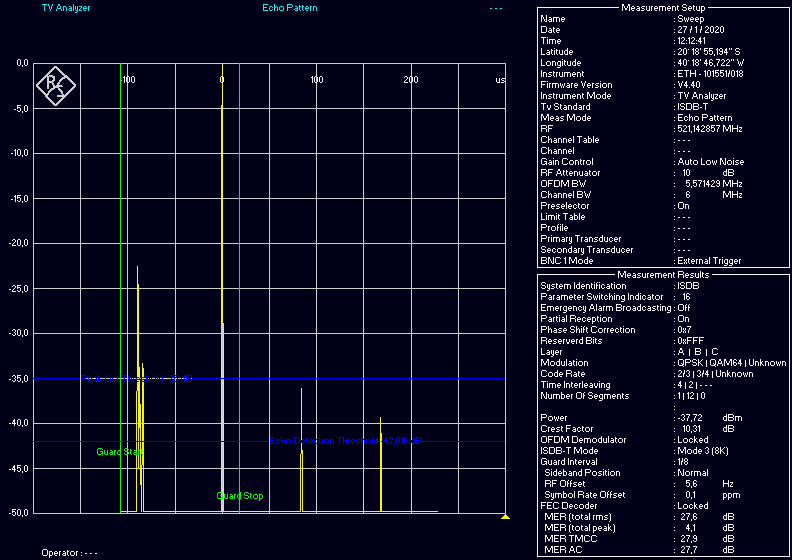 TV Analyzer Echo Pattern ---
0,0
-100 0 100 200 us
-5,0
-10,0
-15,0
-20,0
-25,0
-30,0
-35,0
-40,0
Echo Detection Threshold
-45,0
Guard Start
Guard Stop
-50,0
Operator : ---
Measurement Setup
Name : Sweep
Date : 27 / 1 / 2020
Time : 12:12:41
Latitude : 20° 18' 55,194" S
Longitude : 40° 18' 46,722" W
Instrument : ETH - 101551/018
Firmware Version : V4.40
Instrument Mode : TV Analyzer
Tv Standard : ISDB-T
Meas Mode : Echo Pattern
RF : 521,142857 MHz
Channel Table : ---
Channel : ---
Gain Control : Auto Low Noise
RF Attenuator : 10 dB
OFDM BW : 5,571429 MHz
Channel BW : 6 MHz
Preselector : On
Limit Table : ---
Profile : ---
Primary Transducer : ---
Secondary Transducer : ---
BNC 1 Mode : External Trigger
Measurement Results
System Identification : ISDB
Parameter Switching Indicator : 16
Emergency Alarm Broadcasting : Off
Partial Reception : On
Phase Shift Correction : 0x7
Reserverd Bits : 0xFFF
Layer : A | B | C
Modulation : QPSK | QAM64 | Unknown
Code Rate : 2/3 | 3/4 | Unknown
Time Interleaving : 4 | 2 | ---
Number Of Segments : 1 | 12 | 0
:
Power : -37,72 dBm
Crest Factor : 10,31 dB
OFDM Demodulator : Locked
ISDB-T Mode : Mode 3 (8K)
Guard Interval : 1/8
Sideband Position : Normal
RF Offset : 5,6 Hz
Symbol Rate Offset : 0,1 ppm
FEC Decoder : Locked
MER (total rms) : 27,6 dB
MER (total peak) : 4,1 dB
MER TMCC : 27,9 dB
MER AC : 27,7 dB